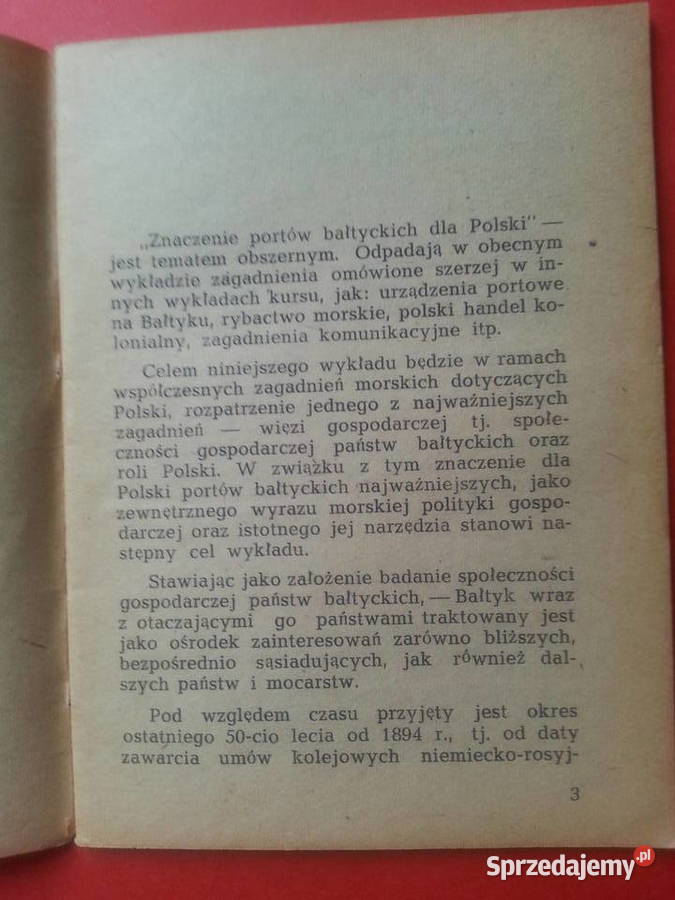 „Znaczenie portów bałtyckich dla Polski" —
jest tematem obszernym. Odpadają w obecnym
wykładzie zagadnienia omówione szerzej w in-
nych wykładach kursu, jak: urządzenia portowe
na Bałtyku, rybactwo morskie, polski handel ko-
lonialny, zagadnienia komunikacyjne itp.
Celem niniejszego wykładu będzie w ramach
współczesnych zagadnień morskich dotyczących
Polski, rozpatrzenie jednego z najważniejszych
zagadnień — więzi gospodarczej tj. społe-
czności gospodarczej państw bałtyckich oraz
roli Polski. W związku z tym znaczenie dla
Polski portów bałtyckich najważniejszych, jako
zewnętrznego wyrazu morskiej polityki gospo-
darczej oraz istotnego jej narzędzia stanowi na-
stępny cel wykładu.
Stawiając jako założenie badanie społeczności
gospodarczej państw bałtyckich, — Bałtyk wraz
z otaczającymi go państwami traktowany jest
jako ośrodek zainteresowań zarówno bliższych,
bezpośrednio sąsiadujących, jak również dal-
szych państw i mocarstw.
Pod względem czasu przyjęty jest okres
ostatniego 50-cio lecia od 1894 r., tj. od daty
zawarcia umów kolejowych niemiecko-rosyj-
3
Sprzedajemy.pl